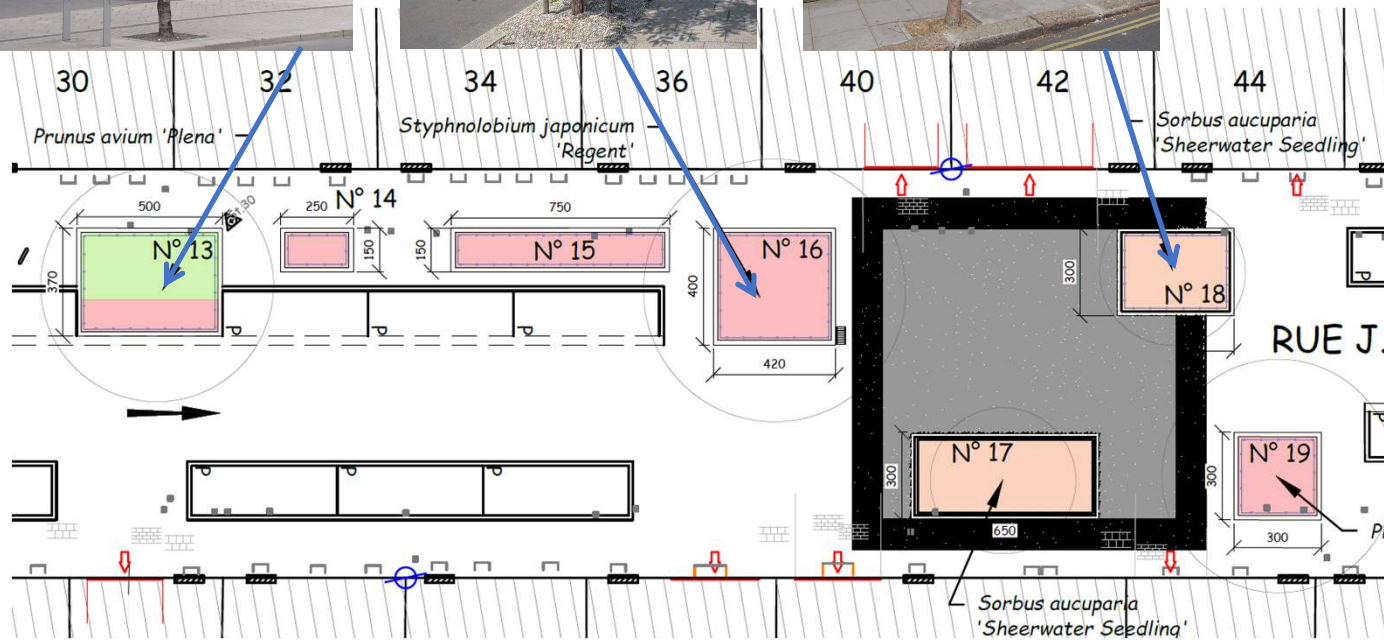 30 32 34 36 40 42 44
Prunus avium 'Plena'
Styphnolobium japonicum
'Regent'
Sorbus aucuparia
'Sheerwater Seedling'
500
250
N° 14
750
N° 13
370
150
150
N° 15
400
N° 16
420
300
N° 18
RUE J.
P
P
P
P
P
P
P
P
N° 17
300
650
N° 19
300
300
Sorbus aucuparia
'Sheerwater Seedling'